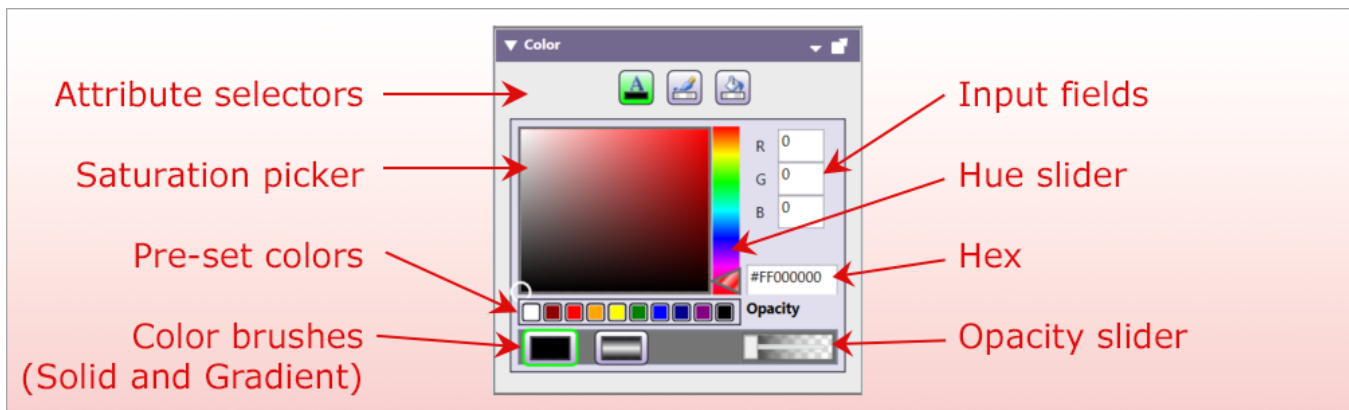 Color
Attribute selectors
A
Input fields
Saturation picker
R 0
G 0
B 0
Hue slider
Pre-set colors
#FF000000
Hex
Opacity
Color brushes
(Solid and Gradient)
Opacity slider